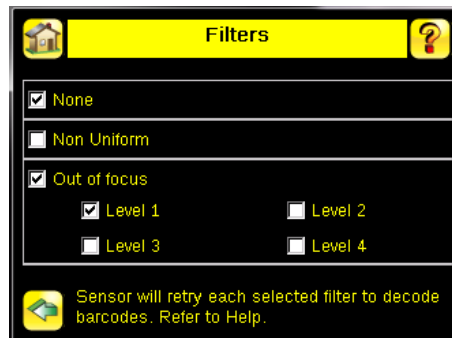 Filters
None
Non Uniform
Out of focus
Level 1 Level 2
Level 3 Level 4
Sensor will retry each selected filter to decode
barcodes. Refer to Help.